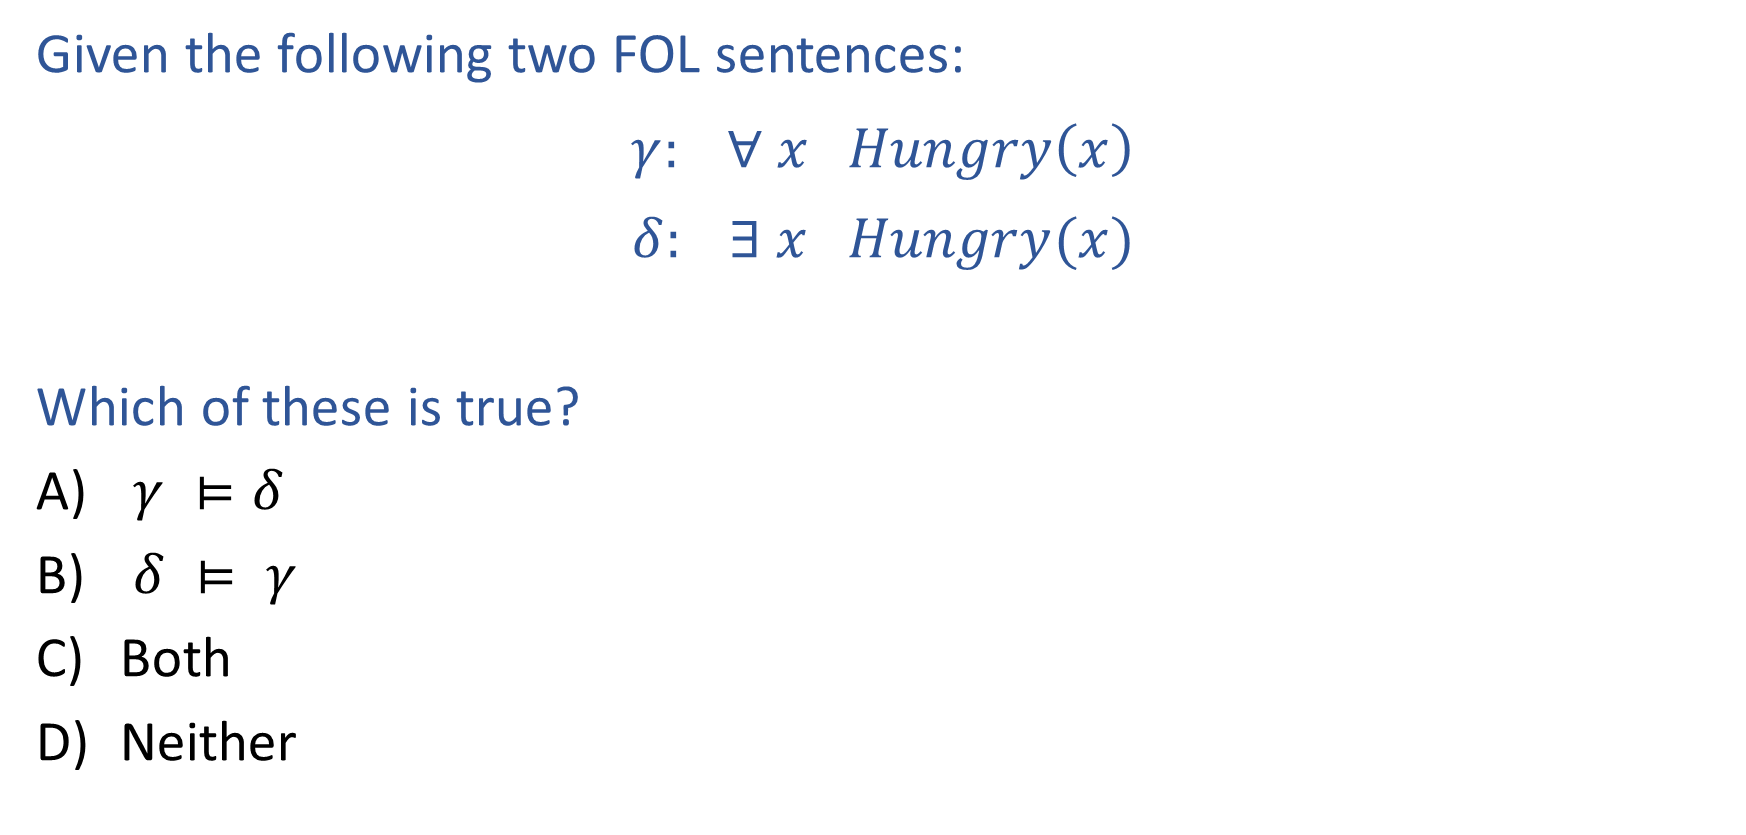 Given the following two FOL sentences:
γ: ∀ x Hungry(x)
δ: ∃ x Hungry(x)
Which of these is true?
A) γ ⊨ δ
B) δ ⊨ γ
C) Both
D) Neither